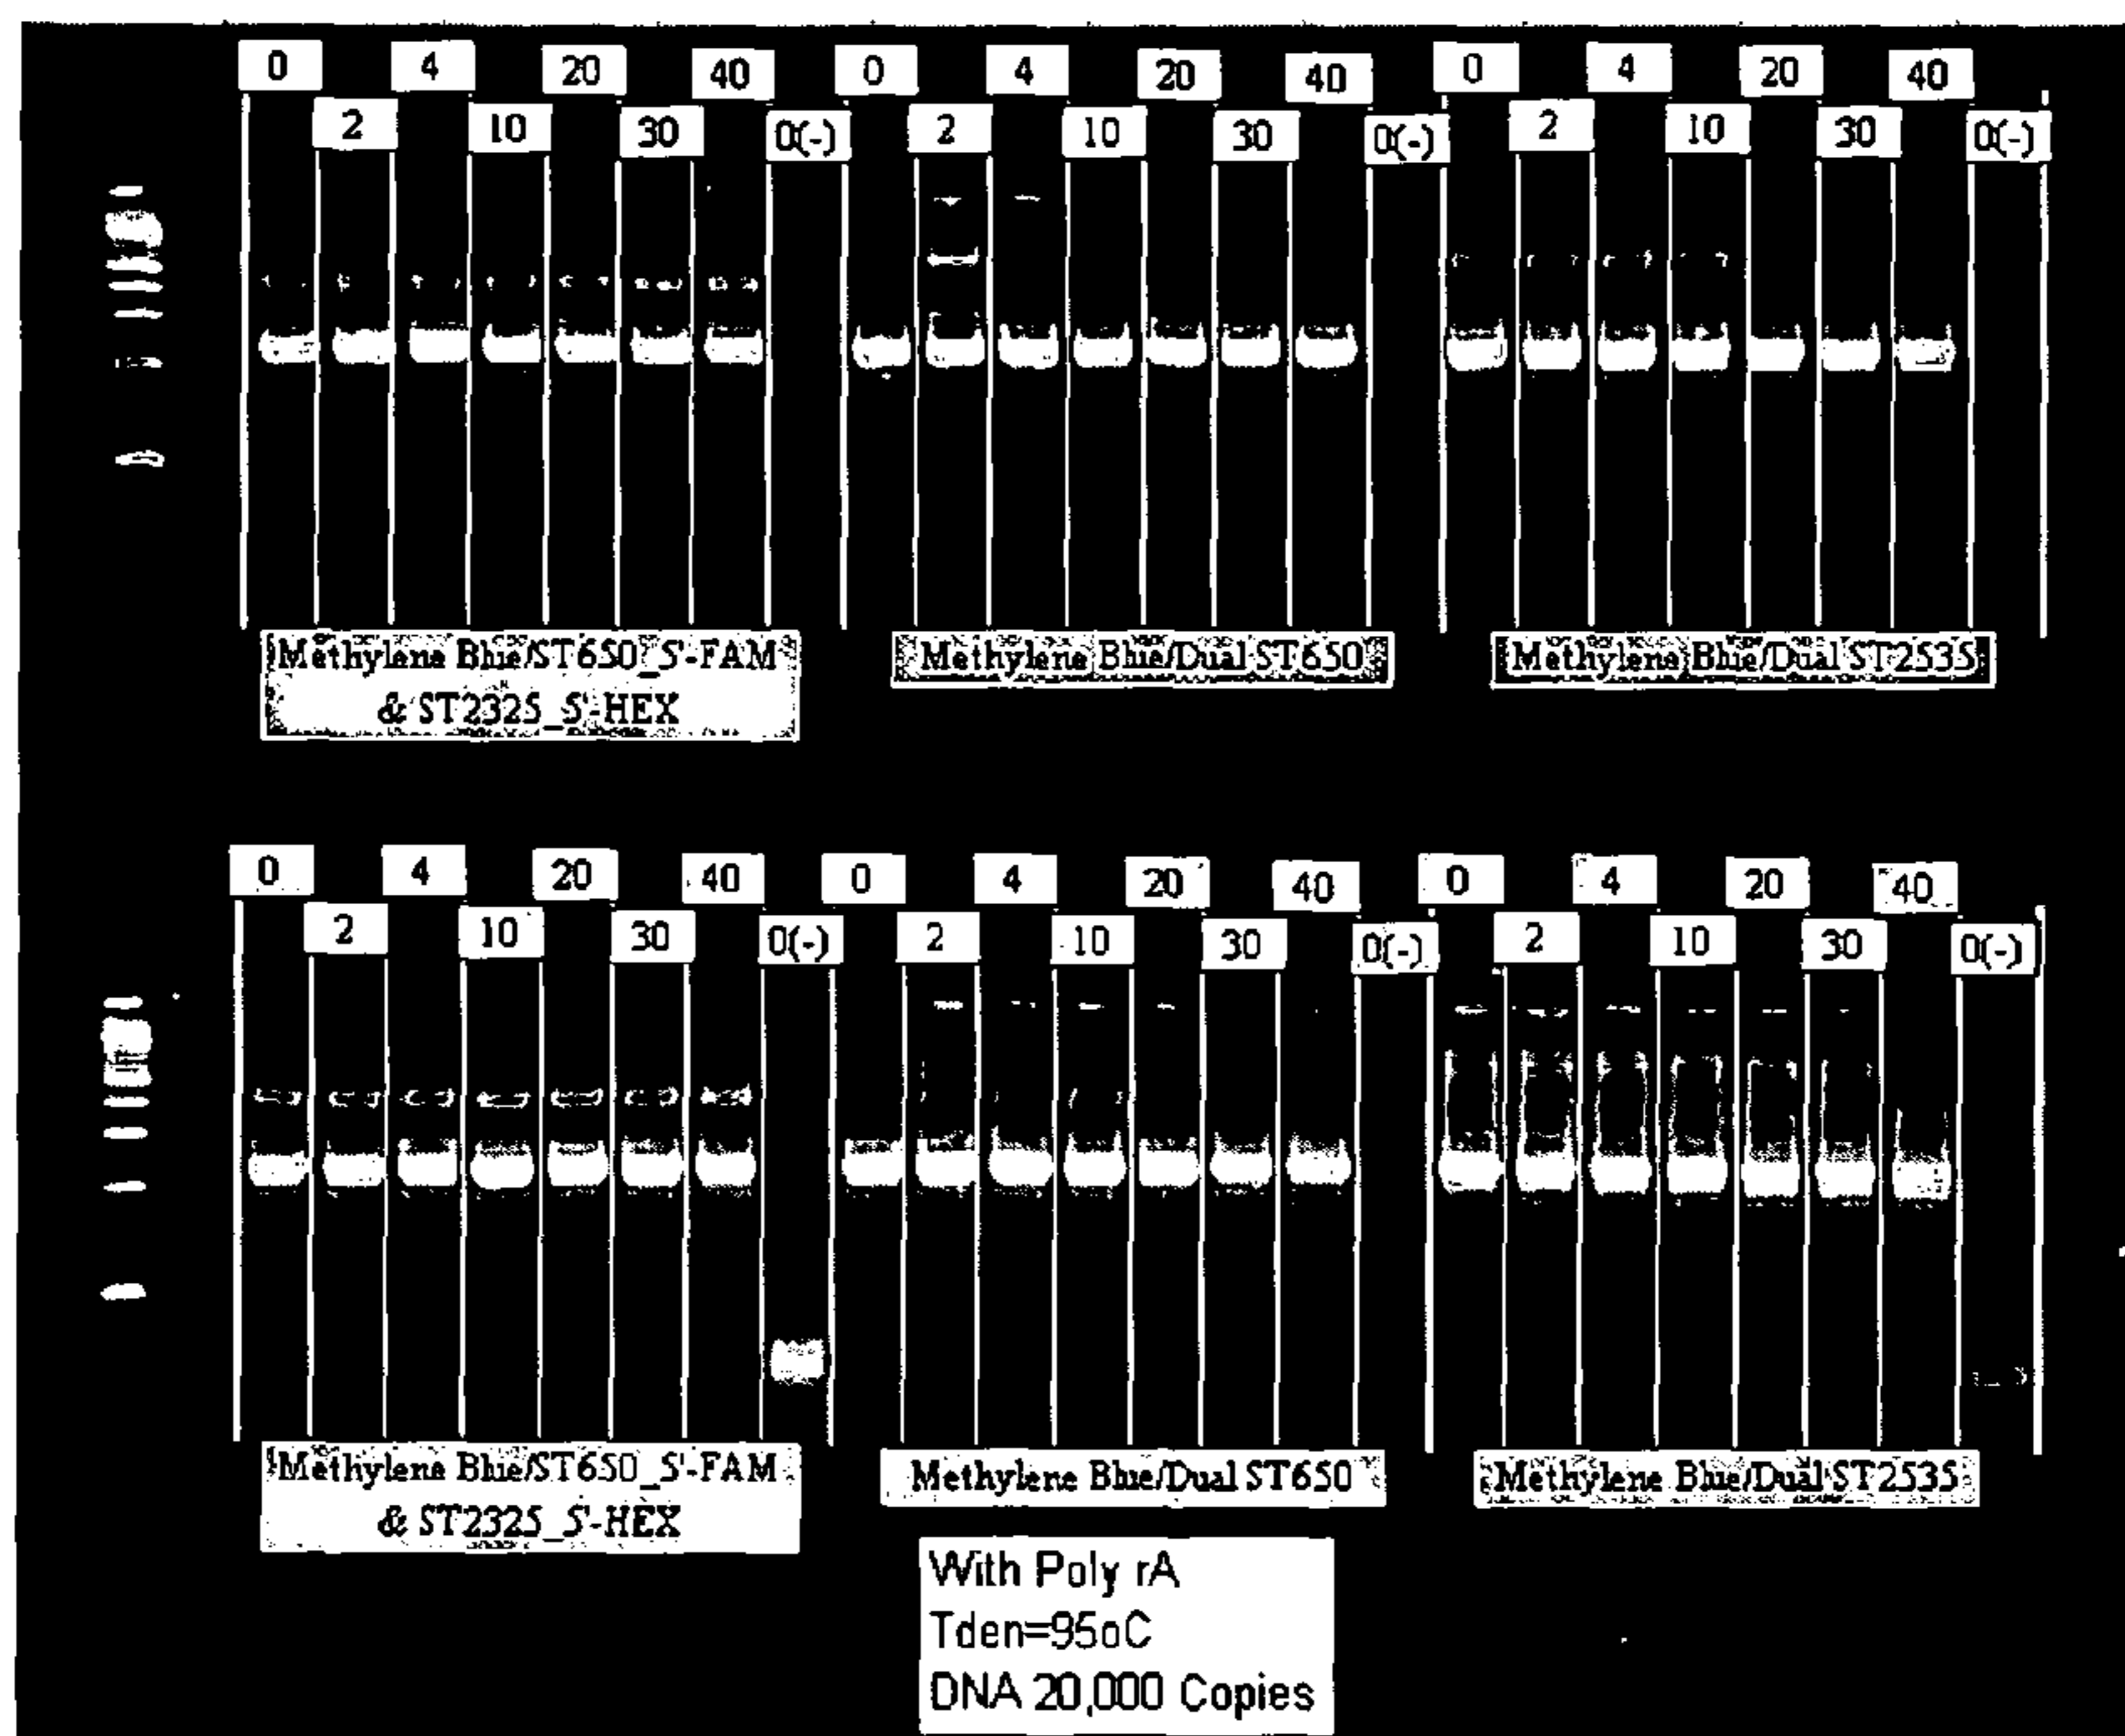 0 4 20 40 0 4 20 40 0 4 20 40
2 10 30 0(-) 2 10 30 0(-) 2 10 30 0(-)
Methylene Blue/ST650_5'-FAM
& ST2325_5'-HEX
Methylene Blue/Dual ST650
Methylene Blue/Dual ST2535
0 4 20 40 0 4 20 40 0 4 20 40
2 10 30 0(-) 2 10 30 0(-) 2 10 30 0(-)
Methylene Blue/ST650_5'-FAM
& ST2325_5'-HEX
Methylene Blue/Dual ST650
Methylene Blue/Dual ST2535
With Poly rA
Tden=95oC
DNA 20,000 Copies